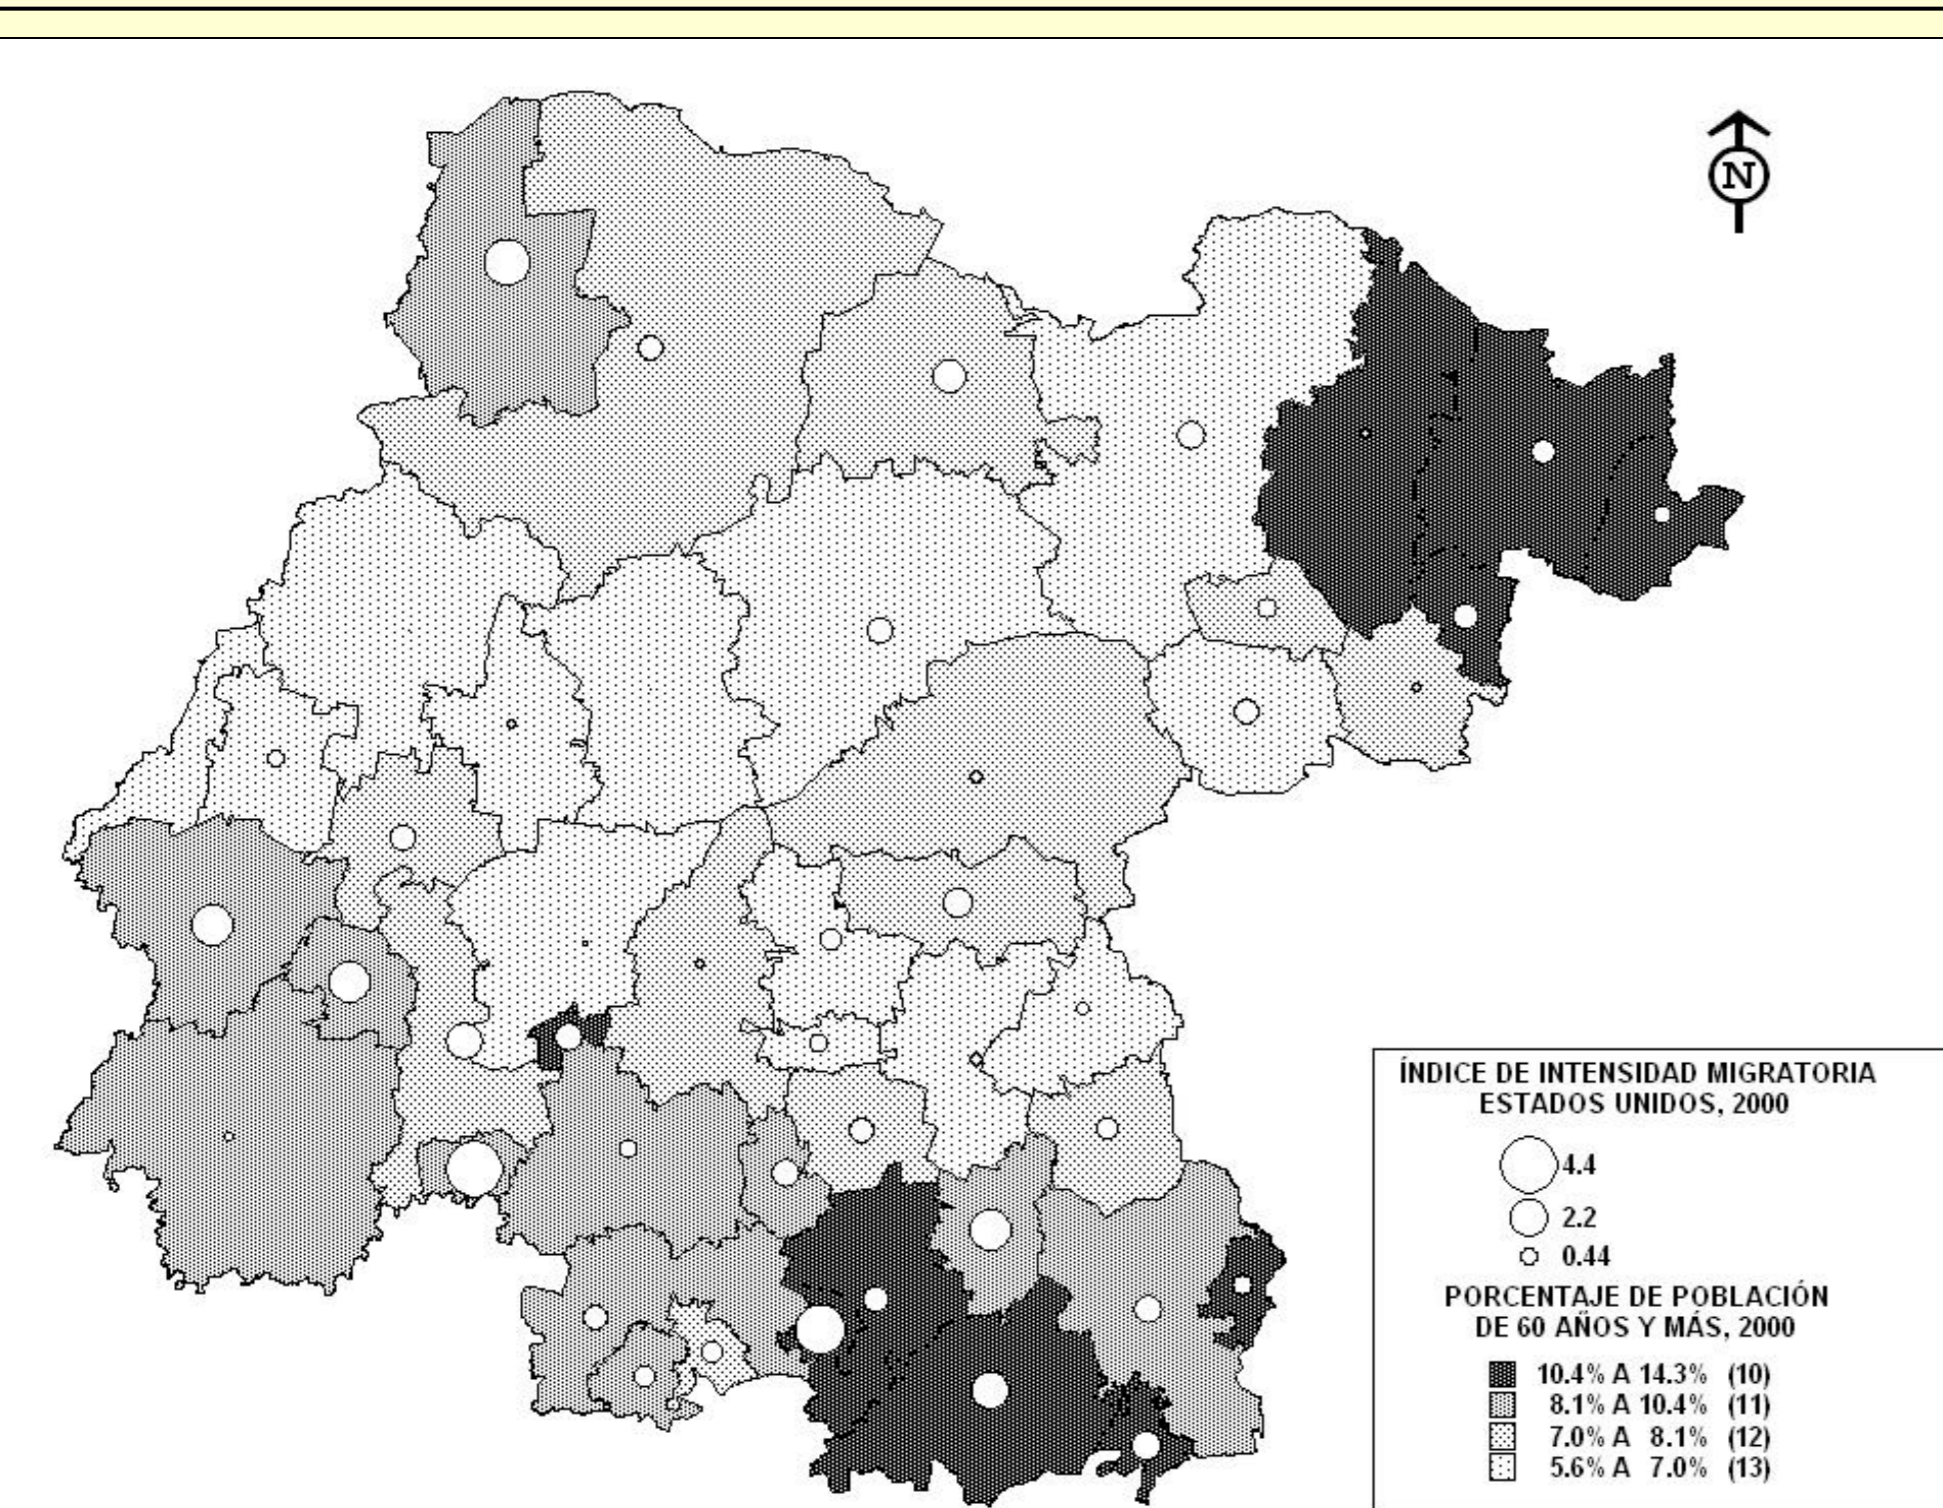 N
ÍNDICE DE INTENSIDAD MIGRATORIA
ESTADOS UNIDOS, 2000
4.4
2.2
0.44
PORCENTAJE DE POBLACIÓN
DE 60 AÑOS Y MÁS, 2000
10.4% A 14.3% (10)
8.1% A 10.4% (11)
7.0% A 8.1% (12)
5.6% A 7.0% (13)